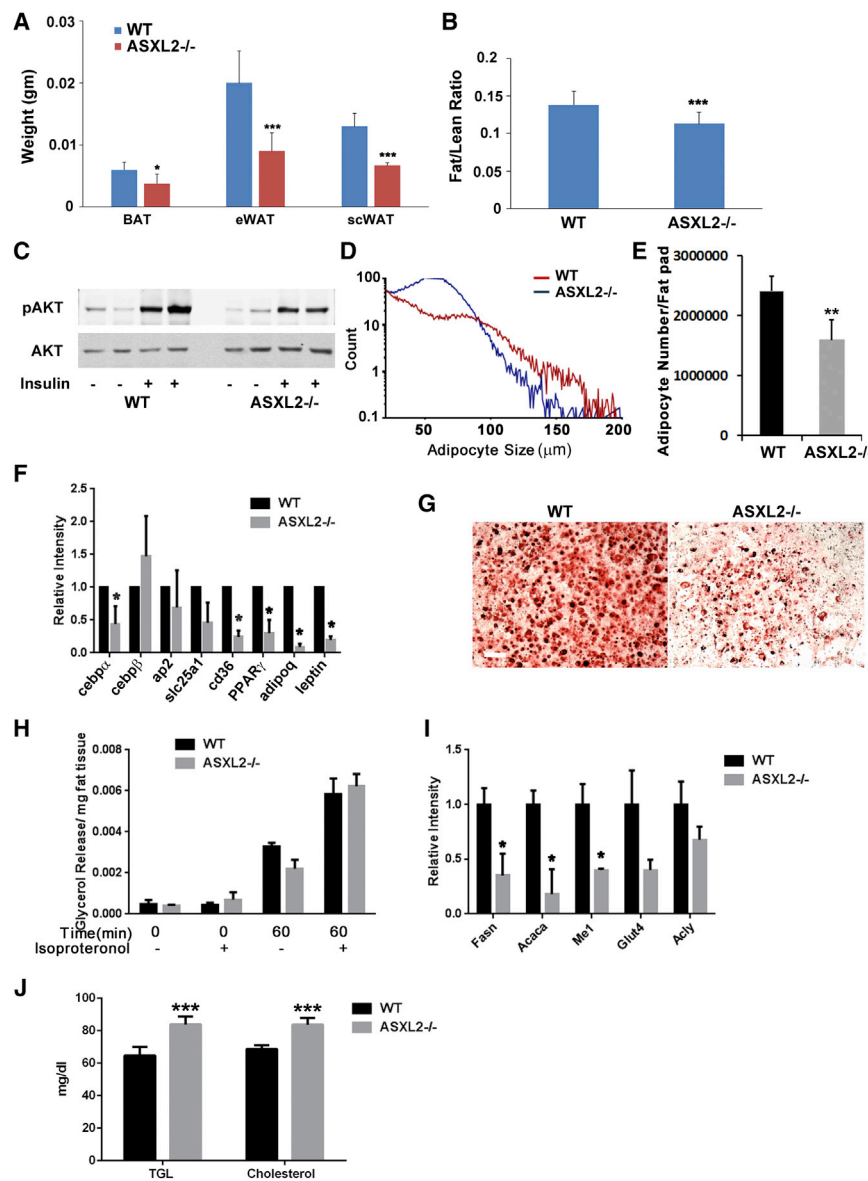 A
WT
ASXL2-/-
Weight (gm)
0.03
0.02
0.01
0
*
***
***
BAT
eWAT
scWAT
B
Fat/Lean Ratio
0.2
0.15
0.1
0.05
0
***
WT
ASXL2-/-
C
pAKT
AKT
Insulin
- - + +
- - + +
WT
ASXL2-/-
D
WT
ASXL2-/-
Count
100
10
1
0.1
50
100
150
200
Adipocyte Size (μm)
E
Adipocyte Number/Fat pad
3000000
2000000
1000000
0
**
WT
ASXL2-/
F
WT
ASXL2-/-
Relative Intensity
2.5
2.0
1.5
1.0
0.5
0.0
*
*
*
*
*
cebpα
cebpβ
ap2
slc25a1
cd36
PPARγ
adipoq
leptin
G
WT
ASXL2-/-
H
WT
ASXL2-/-
Glycerol Release/ mg fat tissue
0.008
0.006
0.004
0.002
0.000
Time(min) 0 0 60 60
Isoproteronol - + - +
I
WT
ASXL2-/-
Relative Intensity
1.5
1.0
0.5
0.0
*
*
*
Fasn
Acaca
Me1
Glut4
Acly
J
WT
ASXL2-/-
mg/dl
100
80
60
40
20
0
***
***
TGL
Cholesterol